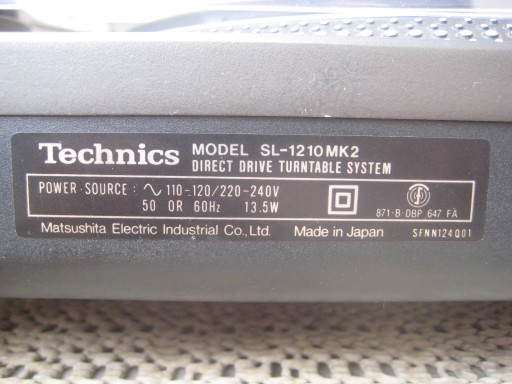 Technics MODEL SL-1210MK2
DIRECT DRIVE TURNTABLE SYSTEM
POWER SOURCE: ∿ 110-120/220-240V
50 OR 60Hz 13.5W
871-B-DBP 647 FA
Matsushita Electric Industrial Co., Ltd. Made in Japan SFNN124Q01